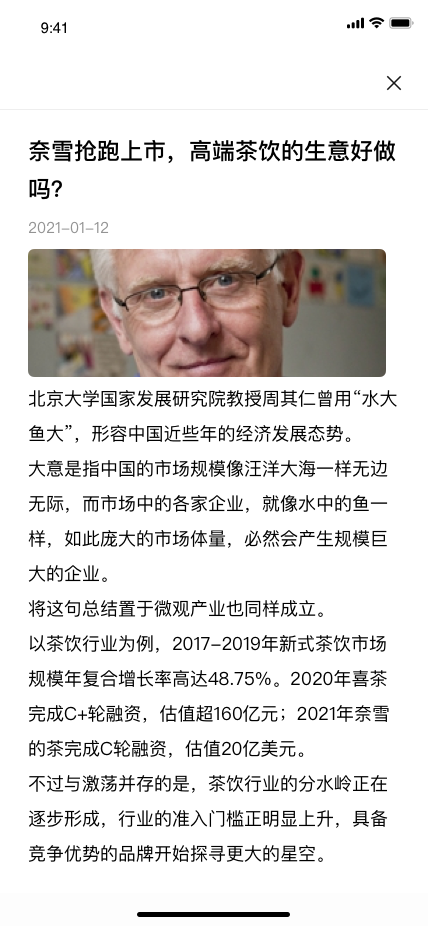 9:41
奈雪抢跑上市，高端茶饮的生意好做
吗？
2021-01-12
北京大学国家发展研究院教授周其仁曾用“水大
鱼大”，形容中国近些年的经济发展态势。
大意是指中国的市场规模像汪洋大海一样无边
无际，而市场中的各家企业，就像水中的鱼一
样，如此庞大的市场体量，必然会产生规模巨
大的企业。
将这句总结置于微观产业也同样成立。
以茶饮行业为例，2017-2019年新式茶饮市场
规模年复合增长率高达48.75%。2020年喜茶
完成C+轮融资，估值超160亿元；2021年奈雪
的茶完成C轮融资，估值20亿美元。
不过与激荡并存的是，茶饮行业的分水岭正在
逐步形成，行业的准入门槛正明显上升，具备
竞争优势的品牌开始探寻更大的星空。